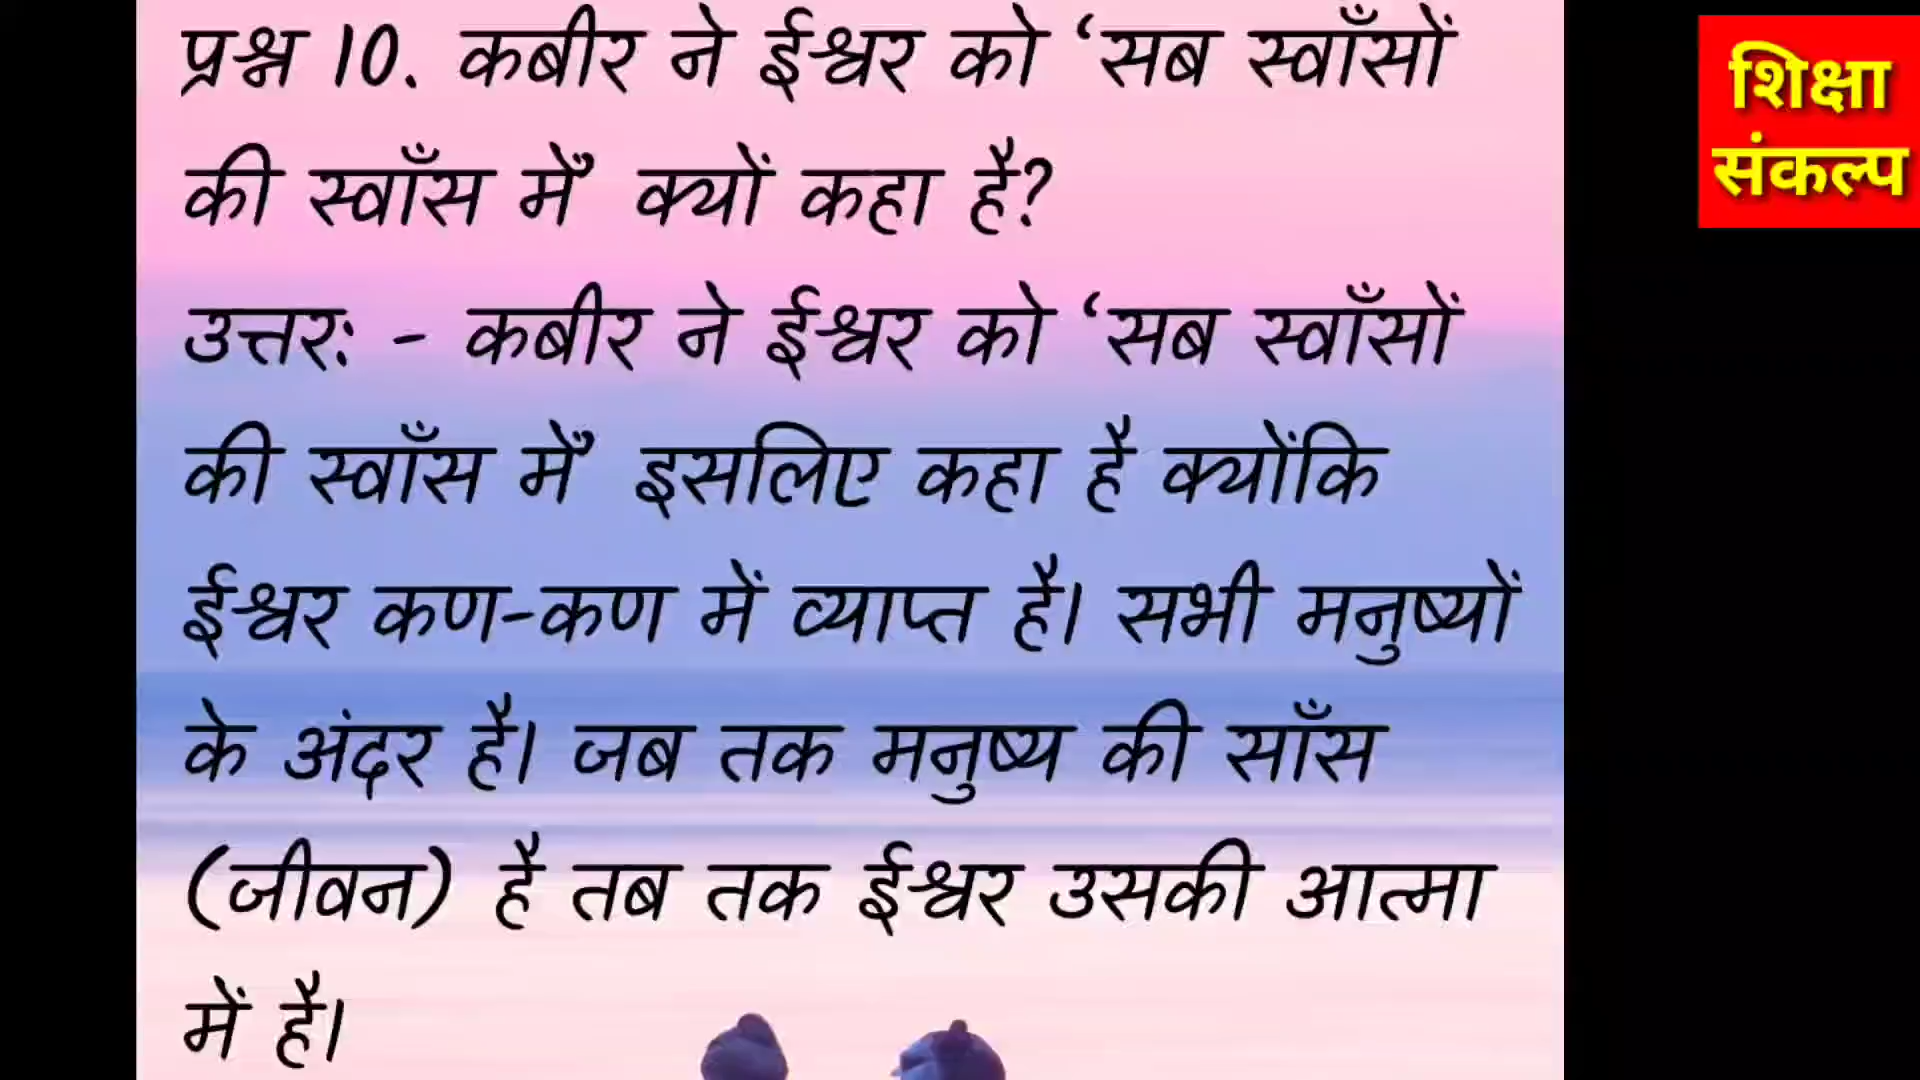 प्रश्न 10. कबीर ने ईश्वर को ‘सब स्वाँसों
की स्वाँस में’ क्यों कहा है?
उत्तर: - कबीर ने ईश्वर को ‘सब स्वाँसों
की स्वाँस में’ इसलिए कहा है क्योंकि
ईश्वर कण-कण में व्याप्त है। सभी मनुष्यों
के अंदर है। जब तक मनुष्य की साँस
(जीवन) है तब तक ईश्वर उसकी आत्मा
में है।
शिक्षा
संकल्प